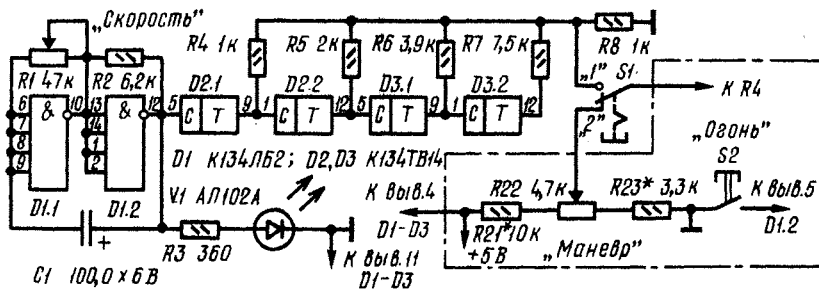 „Скорость"
R1 47к
R2 6,2к
R4 1к
R5 2к
R6 3,9к
R7 7,5к
R8 1к
„1"
S1
К R4
„2"
6
7
8
9
&
10
13
14
1
2
&
12
5
D2.1
С Т
9
1
D2.2
С Т
12
5
D3.1
С Т
9
1
D3.2
С Т
12
D1.1
D1.2
D1 К134ЛБ2; D2, D3 К134ТВ14
V1 АЛ102А
R3 360
С1 100,0 х 6 В
+
К выв.11
D1-D3
К выв.4
D1-D3
+5В
R22 4,7к
R21* 10к
„Маневр"
R23* 3,3к
„Огонь"
S2
К выв.5
D1.2